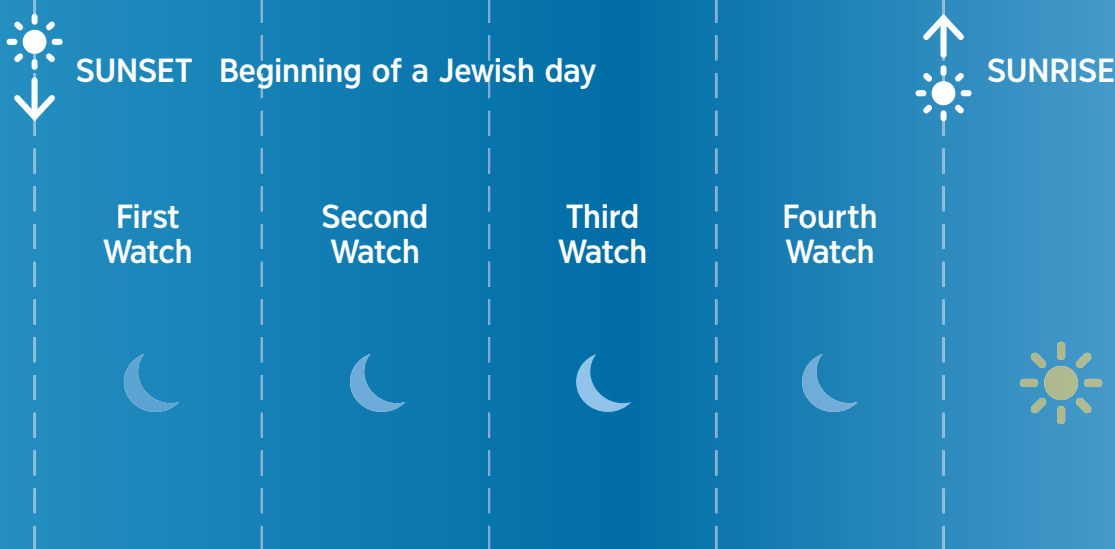 SUNSET Beginning of a Jewish day
SUNRISE
First
Watch
Second
Watch
Third
Watch
Fourth
Watch